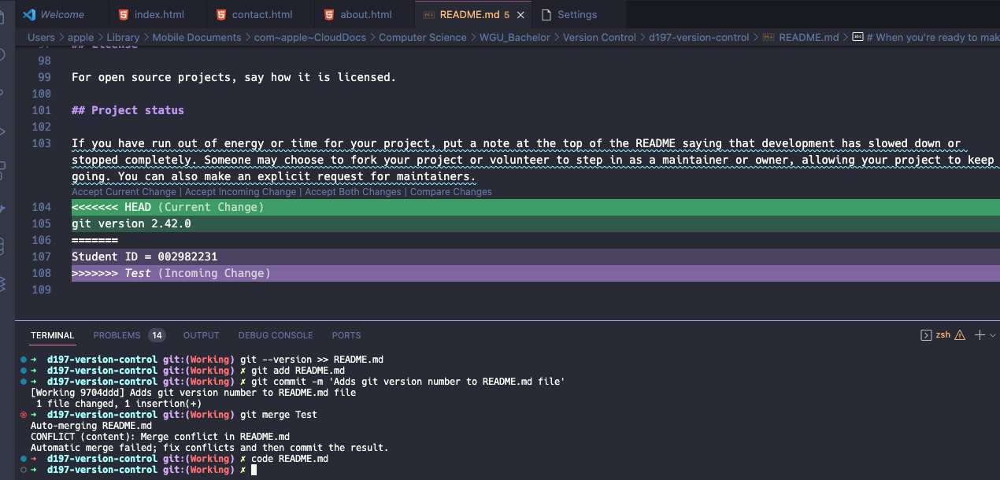 Welcome index.html contact.html about.html README.md 5 Settings
Users > apple > Library > Mobile Documents > com~apple~CloudDocs > Computer Science > WGU_Bachelor > Version Control > d197-version-control > README.md > # When you're ready to mak
97 ## License
98
99 For open source projects, say how it is licensed.
100
101 ## Project status
102
103 If you have run out of energy or time for your project, put a note at the top of the README saying that development has slowed down or
stopped completely. Someone may choose to fork your project or volunteer to step in as a maintainer or owner, allowing your project to keep
going. You can also make an explicit request for maintainers.
Accept Current Change | Accept Incoming Change | Accept Both Changes | Compare Changes
104 <<<<<<< HEAD (Current Change)
105 git version 2.42.0
106 =======
107 Student ID = 002982231
108 >>>>>>> Test (Incoming Change)
109
TERMINAL PROBLEMS 14 OUTPUT DEBUG CONSOLE PORTS zsh
➜ d197-version-control git:(Working) git --version >> README.md
➜ d197-version-control git:(Working) ✗ git add README.md
➜ d197-version-control git:(Working) ✗ git commit -m 'Adds git version number to README.md file'
[Working 9704ddd] Adds git version number to README.md file
1 file changed, 1 insertion(+)
➜ d197-version-control git:(Working) git merge Test
Auto-merging README.md
CONFLICT (content): Merge conflict in README.md
Automatic merge failed; fix conflicts and then commit the result.
➜ d197-version-control git:(Working) ✗ code README.md
➜ d197-version-control git:(Working) ✗